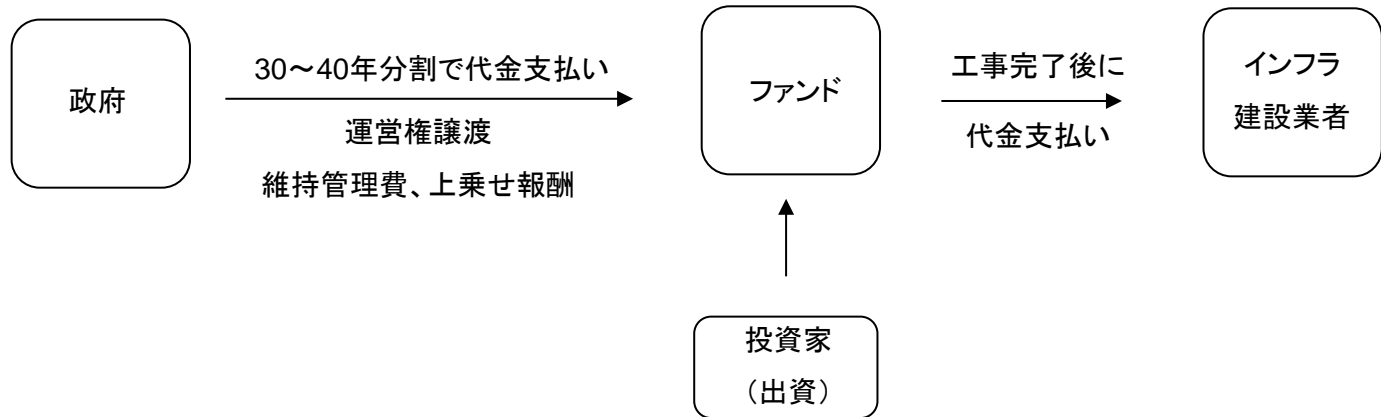 政府
30～40年分割で代金支払い
運営権譲渡
維持管理費、上乗せ報酬
ファンド
工事完了後に
代金支払い
インフラ
建設業者
投資家
（出資）